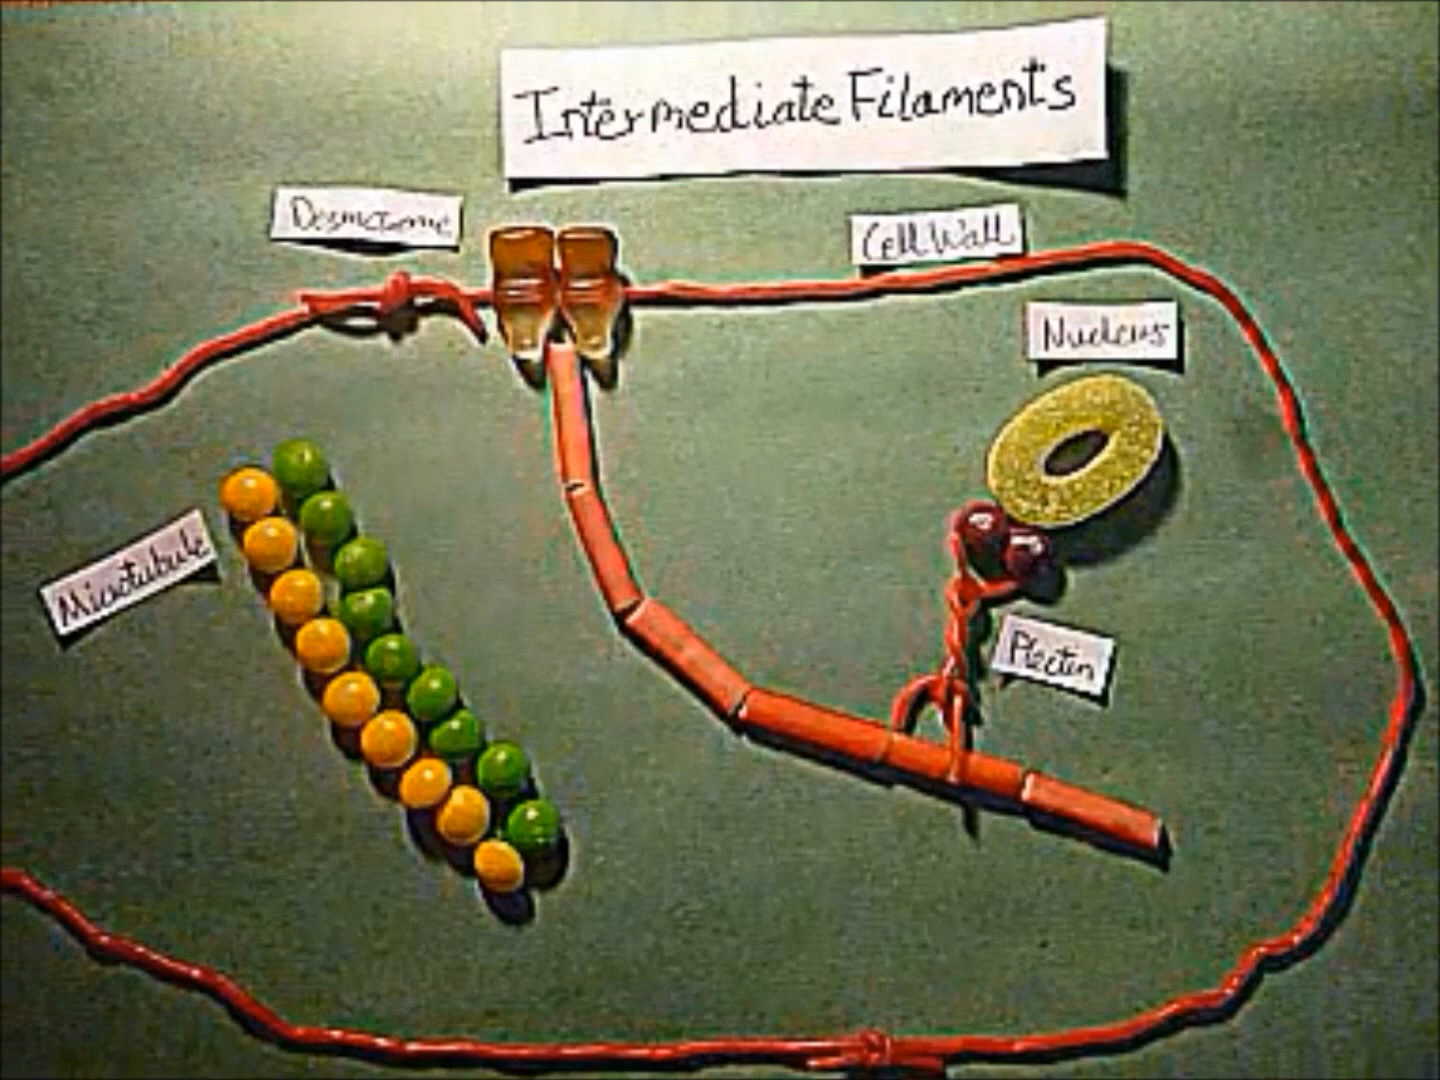 Intermediate Filaments
Desmosome
Cell Wall
Nucleus
Microtubule
Plectin